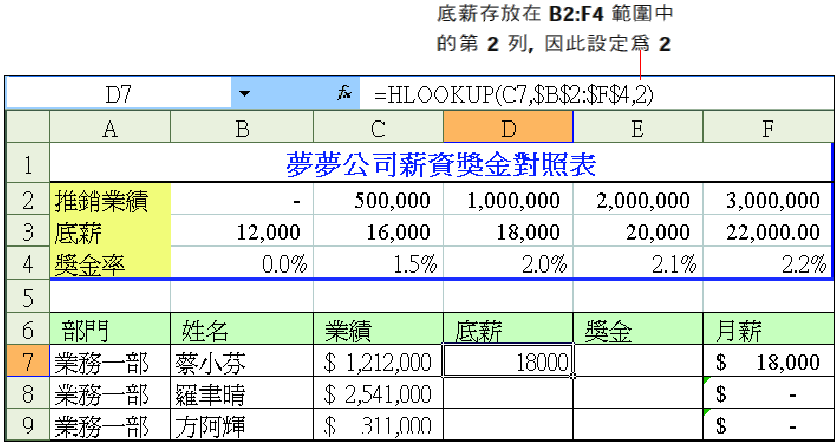 底薪存放在 B2:F4 範圍中
的第 2 列, 因此設定爲 2
D7 fx =HLOOKUP(C7,$B$2:$F$4,2)
A B C D E F
1 夢夢公司薪資獎金對照表
2 推銷業績 - 500,000 1,000,000 2,000,000 3,000,000
3 底薪 12,000 16,000 18,000 20,000 22,000.00
4 獎金率 0.0% 1.5% 2.0% 2.1% 2.2%
5
6 部門 姓名 業績 底薪 獎金 月薪
7 業務一部 蔡小芬 $ 1,212,000 18000 $ 18,000
8 業務一部 羅聿晴 $ 2,541,000 $ -
9 業務一部 方阿輝 $ 311,000 $ -